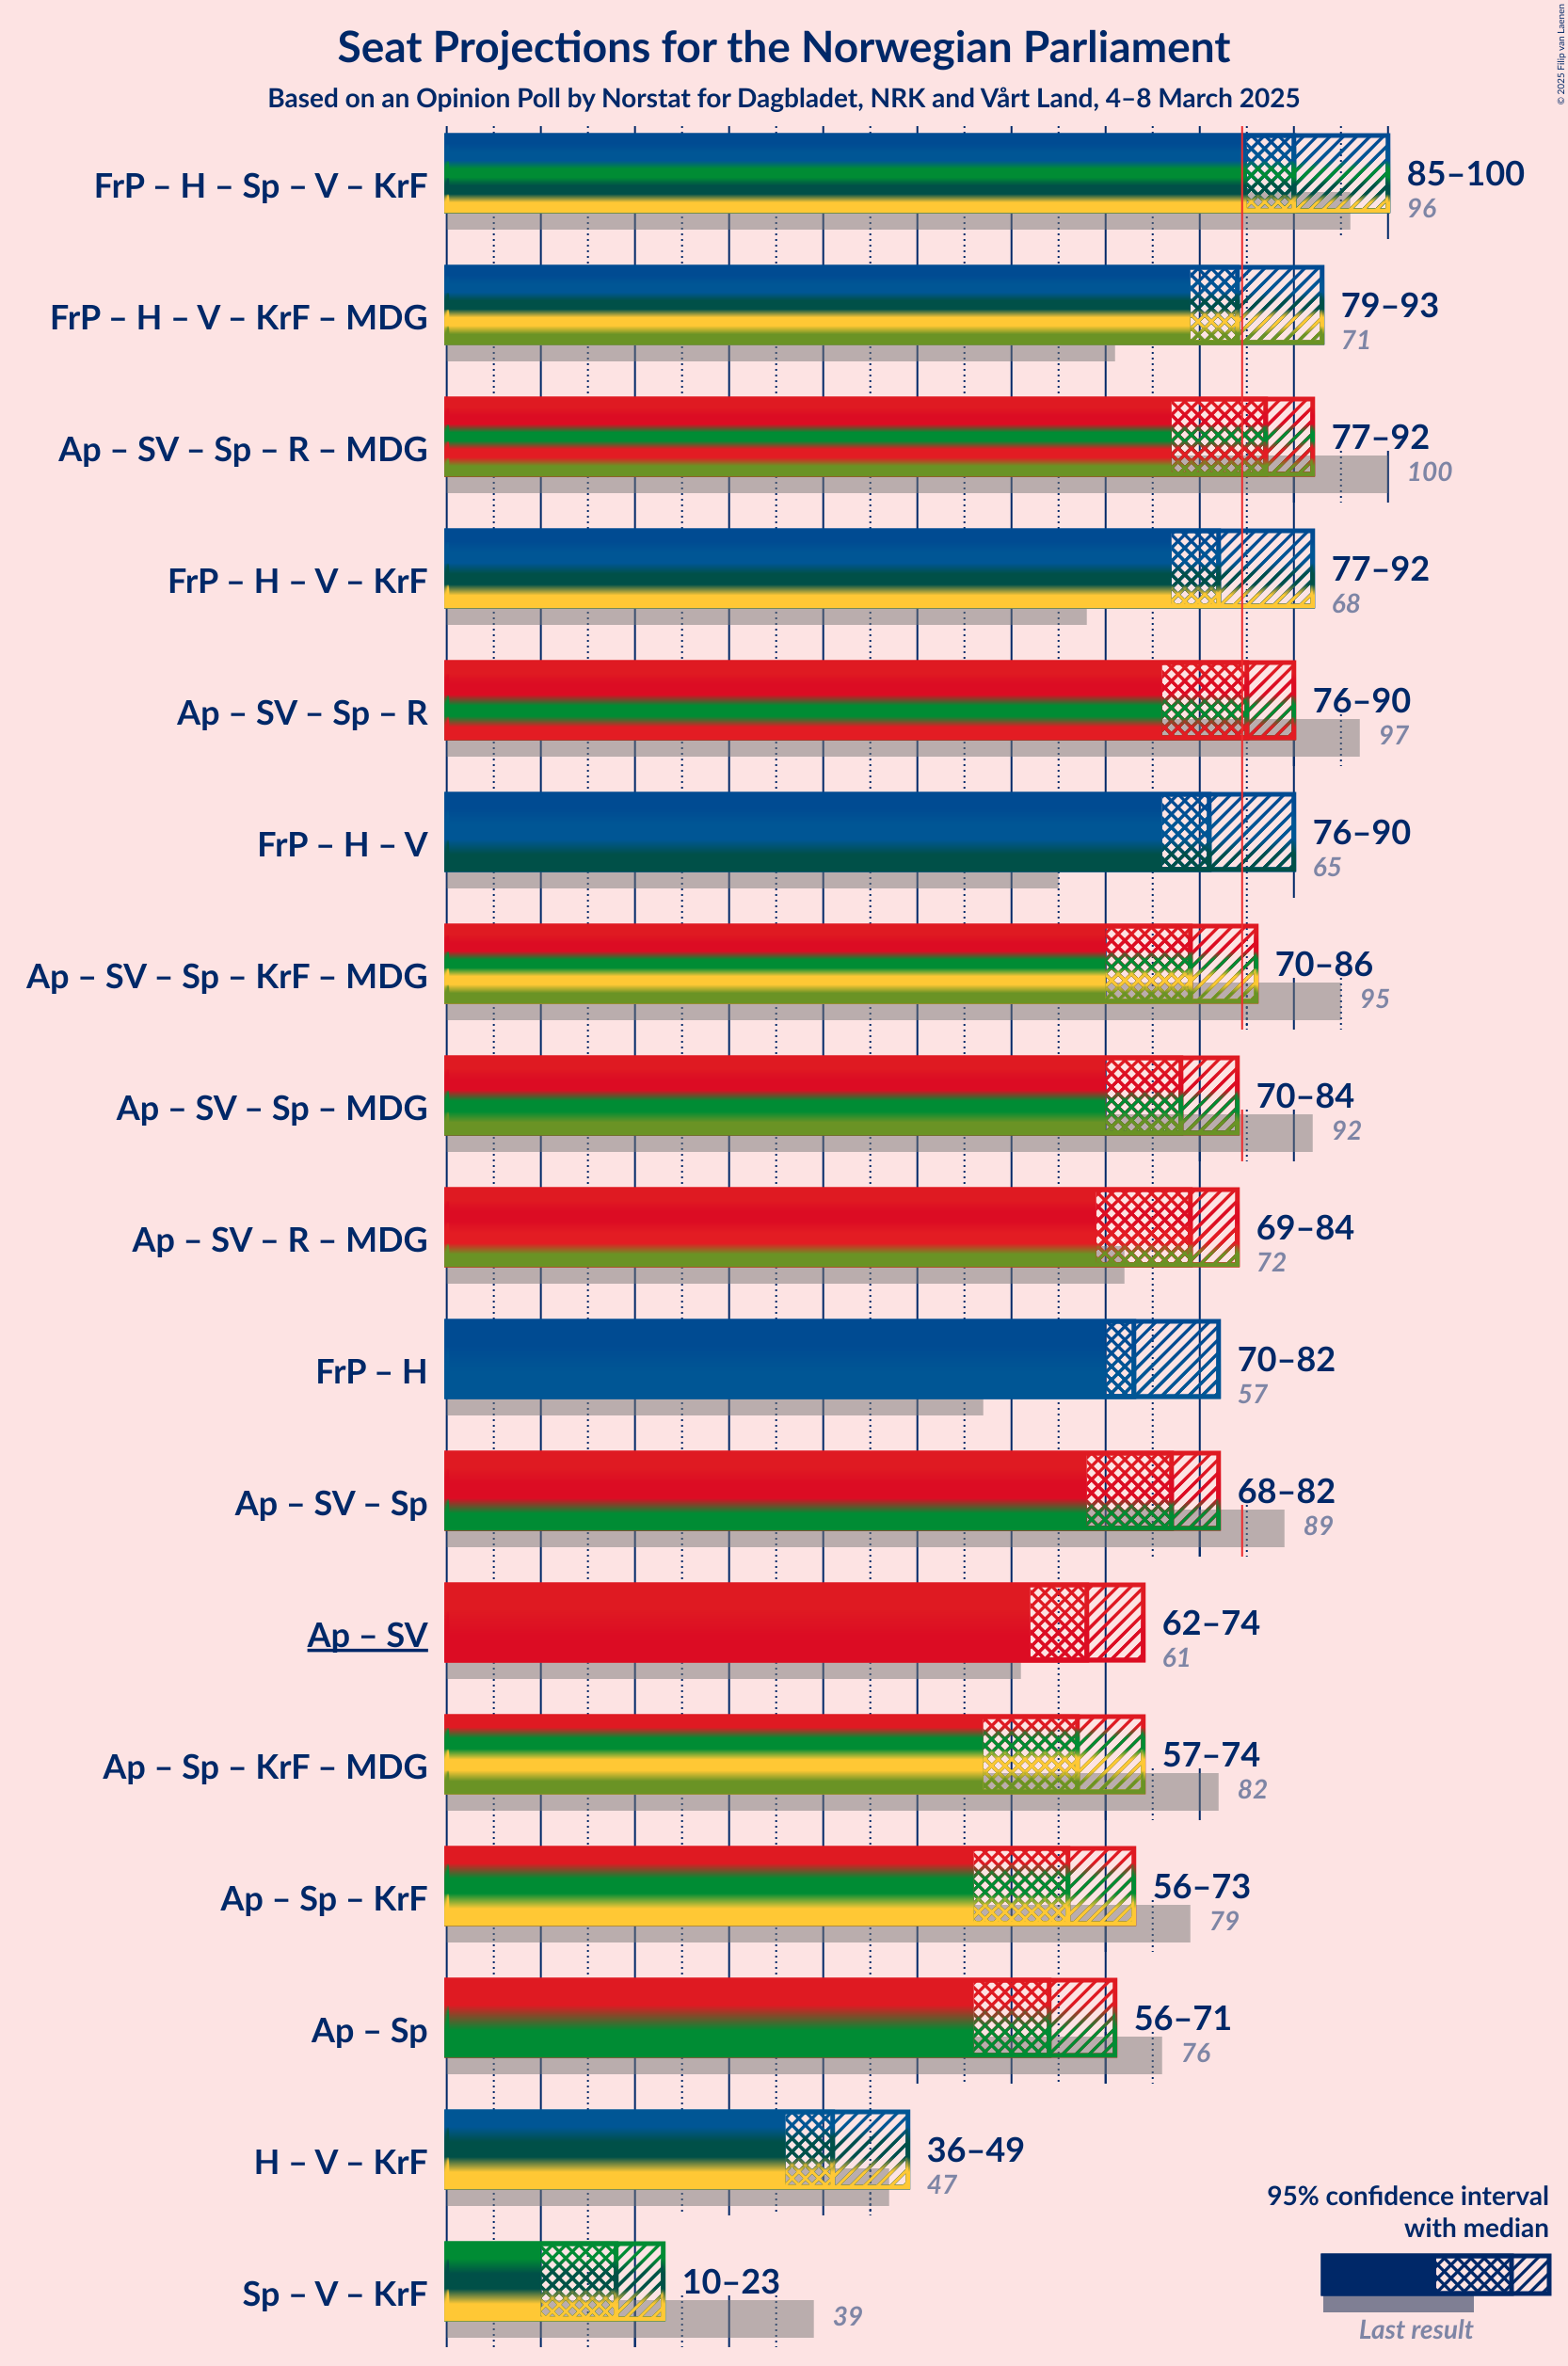 Seat Projections for the Norwegian Parliament
Based on an Opinion Poll by Norstat for Dagbladet, NRK and Vårt Land, 4–8 March 2025
© 2025 Filip van Laenen
FrP – H – Sp – V – KrF
85–100
96
FrP – H – V – KrF – MDG
79–93
71
Ap – SV – Sp – R – MDG
77–92
100
FrP – H – V – KrF
77–92
68
Ap – SV – Sp – R
76–90
97
FrP – H – V
76–90
65
Ap – SV – Sp – KrF – MDG
70–86
95
Ap – SV – Sp – MDG
70–84
92
Ap – SV – R – MDG
69–84
72
FrP – H
70–82
57
Ap – SV – Sp
68–82
89
Ap – SV
62–74
61
Ap – Sp – KrF – MDG
57–74
82
Ap – Sp – KrF
56–73
79
Ap – Sp
56–71
76
H – V – KrF
36–49
47
Sp – V – KrF
10–23
39
95% confidence interval
with median
Last result